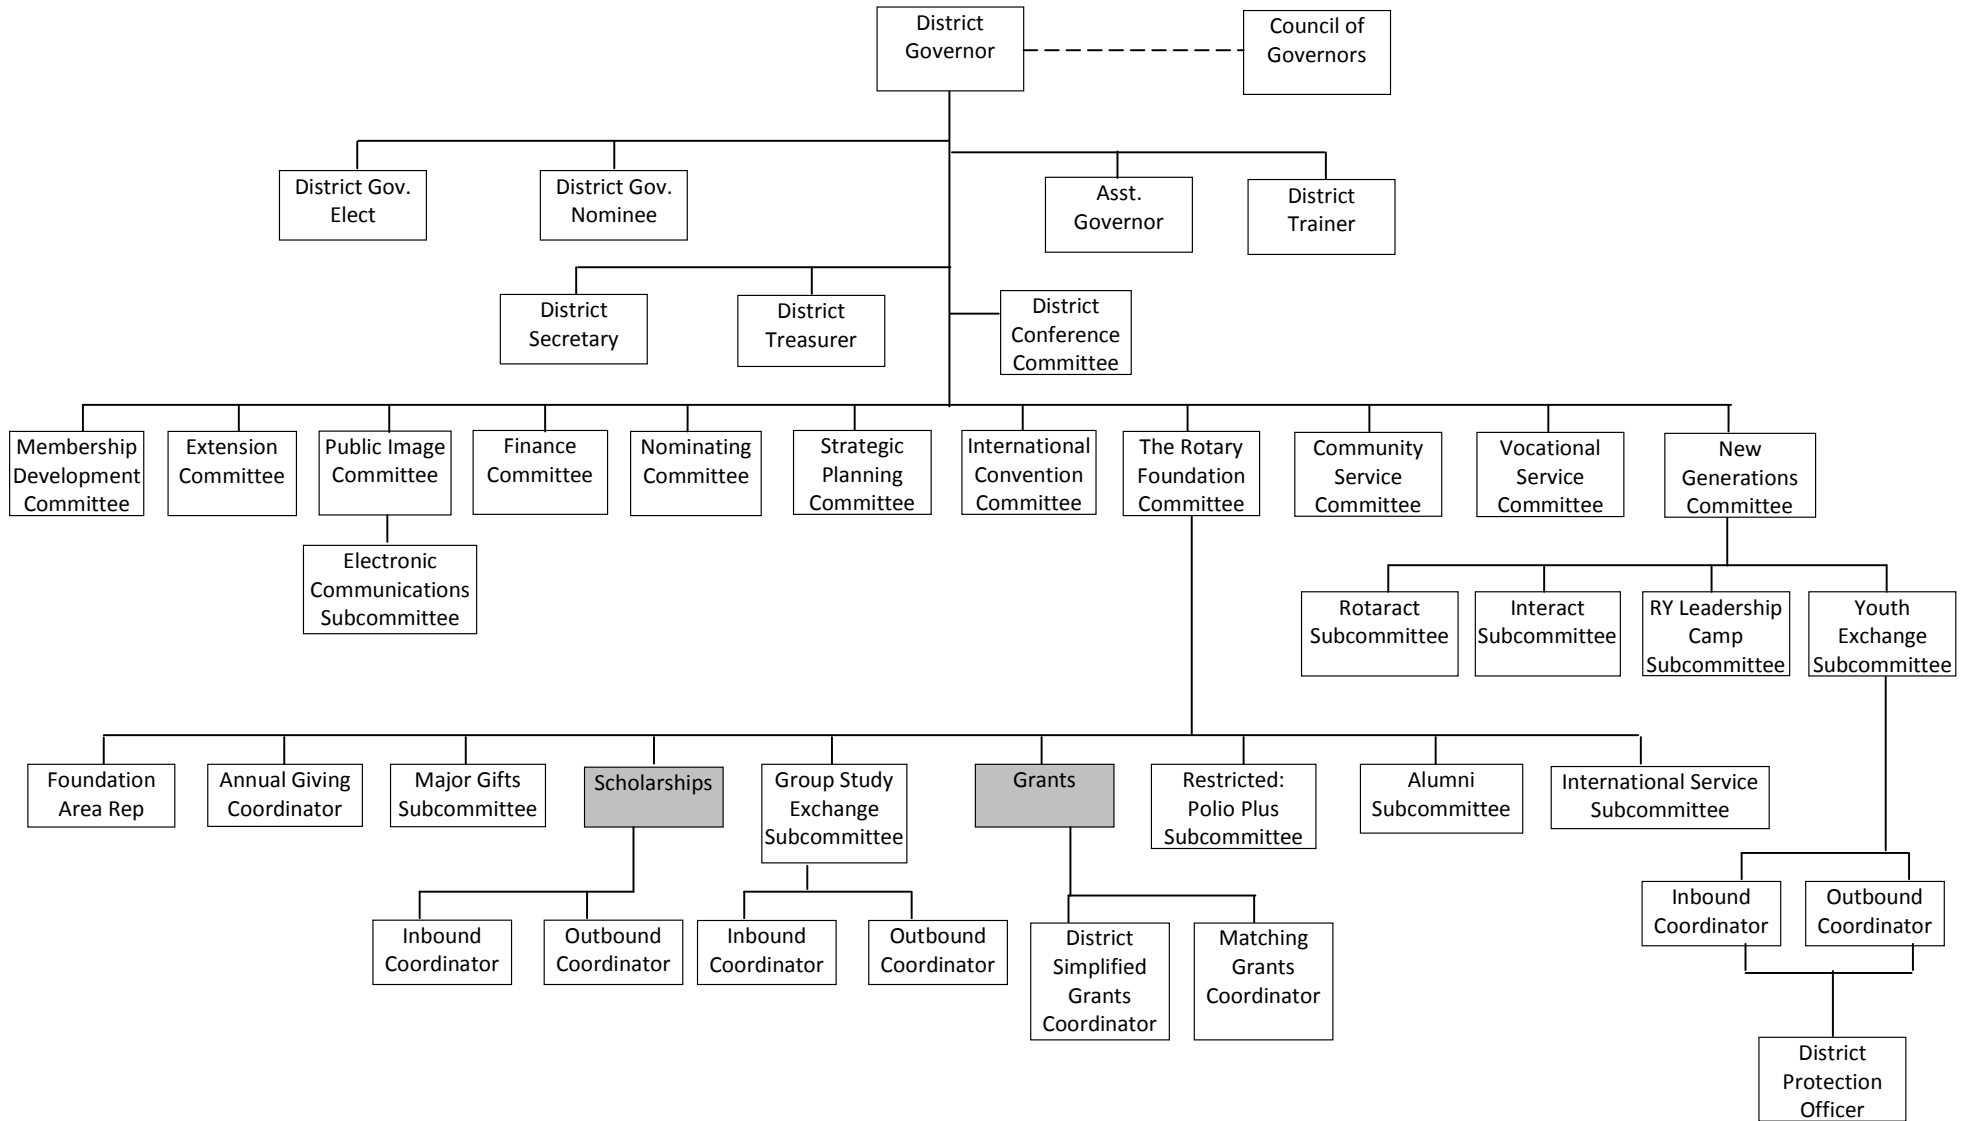 District
Governor
Council of
Governors
District Gov.
Elect
District Gov.
Nominee
Asst.
Governor
District
Trainer
District
Secretary
District
Treasurer
District
Conference
Committee
Membership
Development
Committee
Extension
Committee
Public Image
Committee
Finance
Committee
Nominating
Committee
Strategic
Planning
Committee
International
Convention
Committee
The Rotary
Foundation
Committee
Community
Service
Committee
Vocational
Service
Committee
New
Generations
Committee
Electronic
Communications
Subcommittee
Rotaract
Subcommittee
Interact
Subcommittee
RY Leadership
Camp
Subcommittee
Youth
Exchange
Subcommittee
Foundation
Area Rep
Annual Giving
Coordinator
Major Gifts
Subcommittee
Scholarships
Group Study
Exchange
Subcommittee
Grants
Restricted:
Polio Plus
Subcommittee
Alumni
Subcommittee
International Service
Subcommittee
Inbound
Coordinator
Outbound
Coordinator
Inbound
Coordinator
Outbound
Coordinator
District
Simplified
Grants
Coordinator
Matching
Grants
Coordinator
Inbound
Coordinator
Outbound
Coordinator
District
Protection
Officer